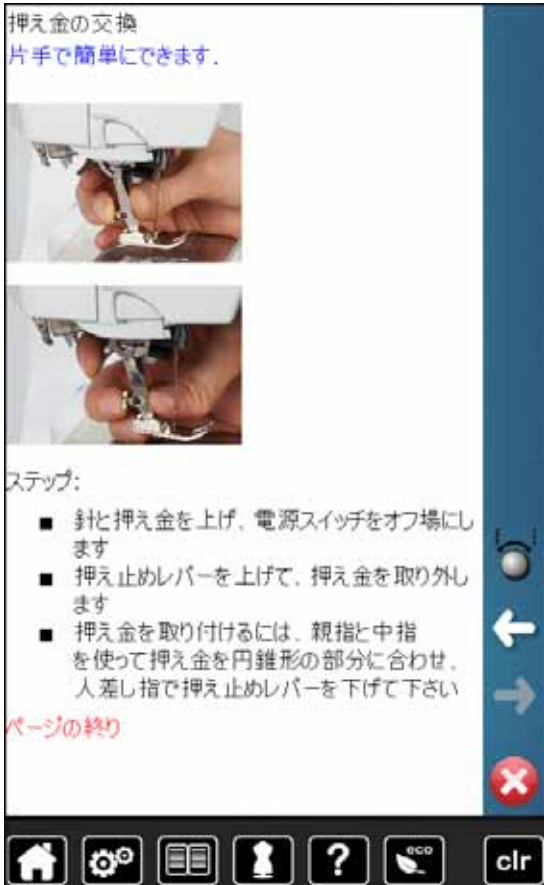 押え金の交換
片手で簡単にできます.
ステップ:
■ 針と押え金を上げ、電源スイッチをオフ場にし
ます
■ 押え止めレバーを上げて、押え金を取り外し
ます
■ 押え金を取り付けるには、親指と中指
を使って押え金を円錐形の部分に合わせ、
人差し指で押え止めレバーを下げて下さい
ページの終り
?
eco
clr